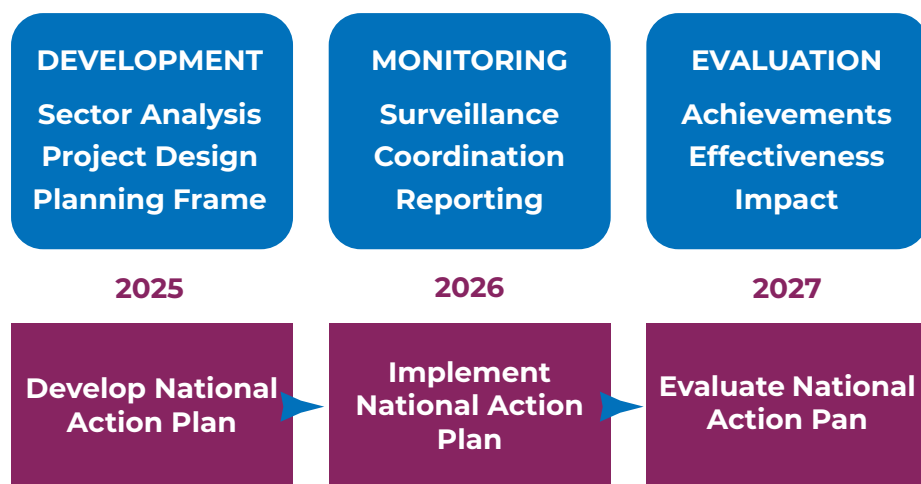 DEVELOPMENT
Sector Analysis
Project Design
Planning Frame
MONITORING
Surveillance
Coordination
Reporting
EVALUATION
Achievements
Effectiveness
Impact
2025
2026
2027
Develop National
Action Plan
Implement
National Action
Plan
Evaluate National
Action Pan